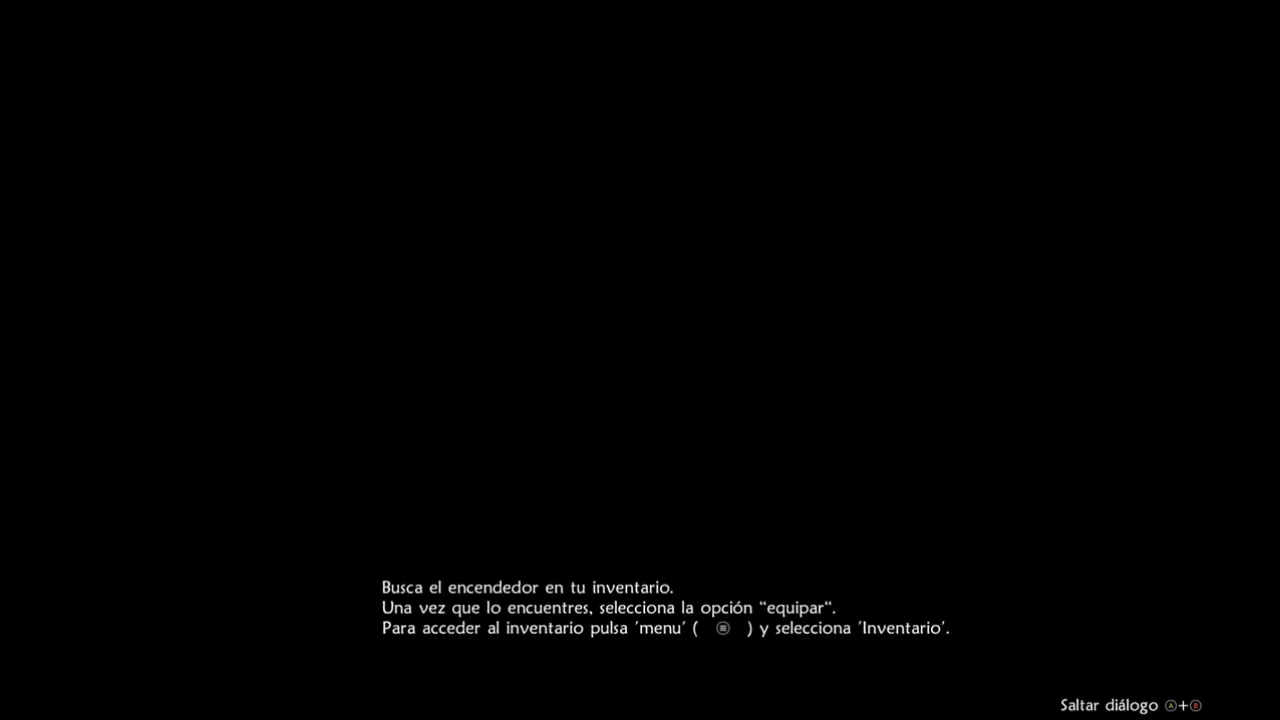 Busca el encendedor en tu inventario.
Una vez que lo encuentres, selecciona la opción “equipar“.
Para acceder al inventario pulsa 'menu' ( ≡ ) y selecciona 'Inventario'.
Saltar diálogo A+B